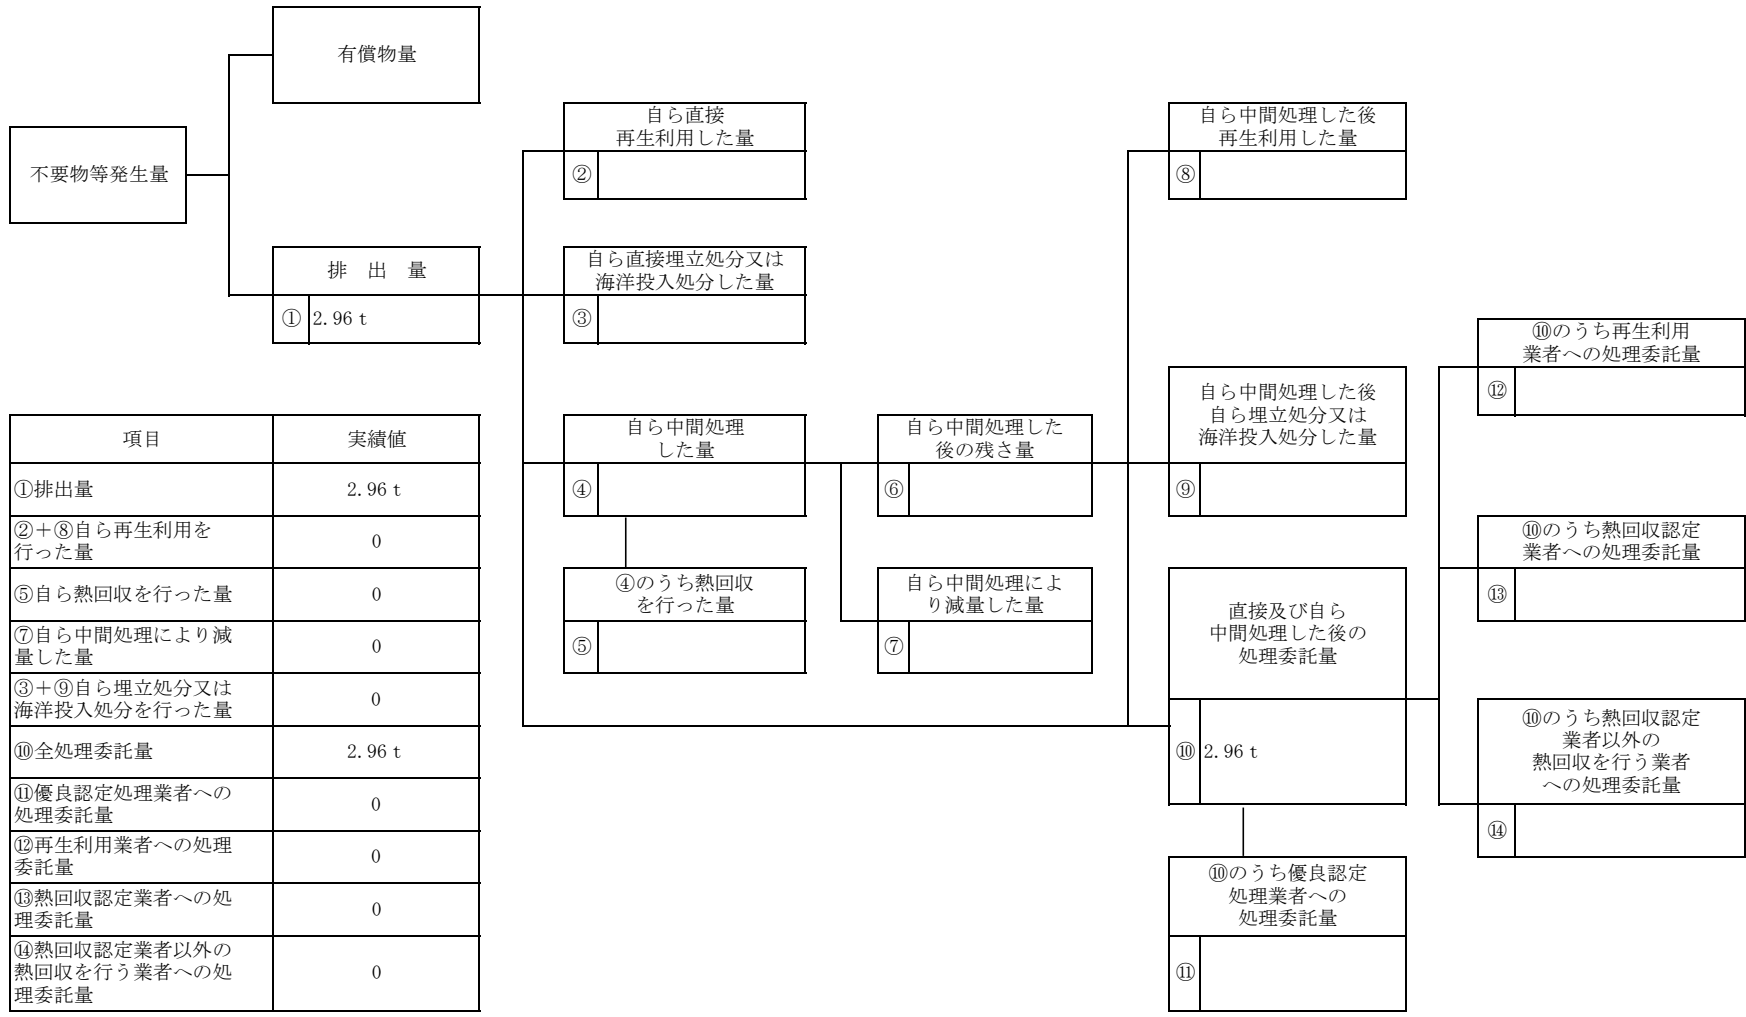 有償物量
不要物等発生量
排　出　量
① 2.96 t
自ら直接
再生利用した量
②
自ら直接埋立処分又は
海洋投入処分した量
③
自ら中間処理
した量
④
④のうち熱回収
を行った量
⑤
自ら中間処理した
後の残さ量
⑥
自ら中間処理によ
り減量した量
⑦
自ら中間処理した後
再生利用した量
⑧
自ら中間処理した後
自ら埋立処分又は
海洋投入処分した量
⑨
直接及び自ら
中間処理した後の
処理委託量
⑩ 2.96 t
⑩のうち優良認定
処理業者への
処理委託量
⑪
⑩のうち再生利用
業者への処理委託量
⑫
⑩のうち熱回収認定
業者への処理委託量
⑬
⑩のうち熱回収認定
業者以外の
熱回収を行う業者
への処理委託量
⑭
項目 実績値
①排出量 2.96 t
②＋⑧自ら再生利用を
行った量 0
⑤自ら熱回収を行った量 0
⑦自ら中間処理により減
量した量 0
③＋⑨自ら埋立処分又は
海洋投入処分を行った量 0
⑩全処理委託量 2.96 t
⑪優良認定処理業者への
処理委託量 0
⑫再生利用業者への処理
委託量 0
⑬熱回収認定業者への処
理委託量 0
⑭熱回収認定業者以外の
熱回収を行う業者への処
理委託量 0